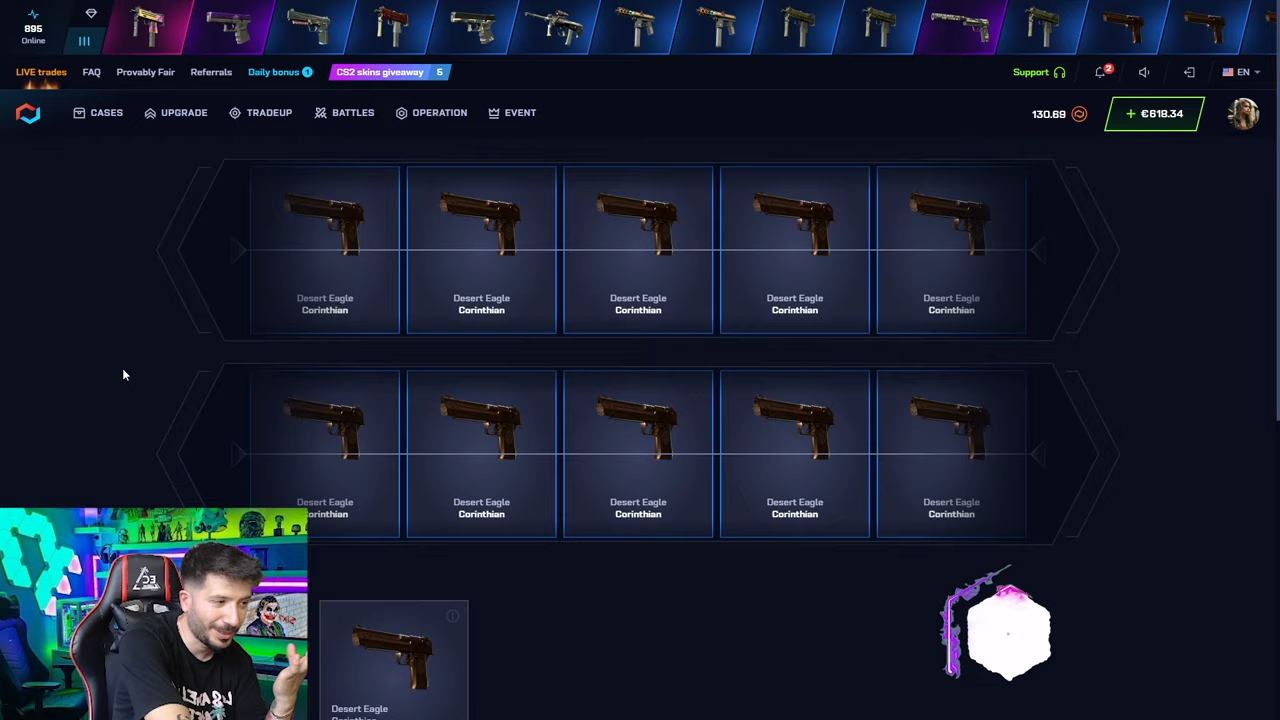 895
Online
LIVE trades
FAQ
Provably Fair
Referrals
Daily bonus 1
CS2 skins giveaway 5
Support
2
EN
CASES
UPGRADE
TRADEUP
BATTLES
OPERATION
EVENT
130.69
+ €618.34
Desert Eagle
Corinthian
Desert Eagle
Corinthian
Desert Eagle
Corinthian
Desert Eagle
Corinthian
Desert Eagle
Corinthian
Desert Eagle
Corinthian
Desert Eagle
Corinthian
Desert Eagle
Corinthian
Desert Eagle
Corinthian
Desert Eagle
Corinthian
Desert Eagle